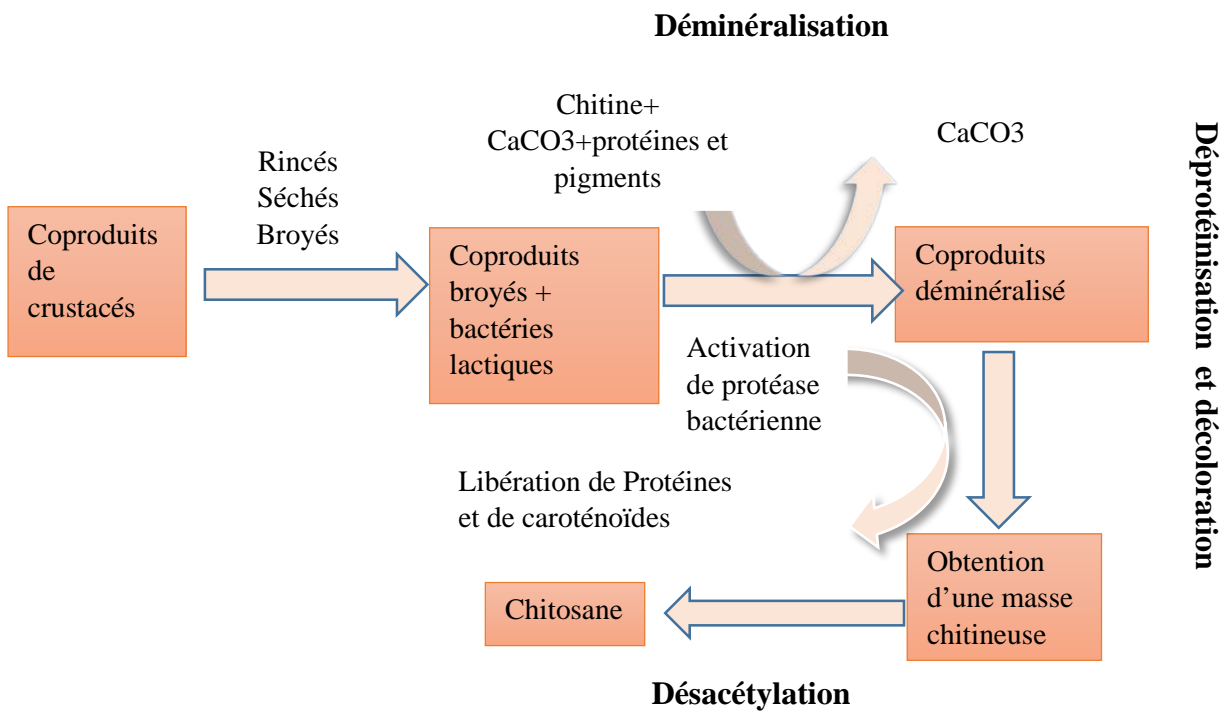 Déminéralisation
Chitine+
CaCO3+protéines et
pigments
CaCO3
Rincés
Séchés
Broyés
Coproduits
de
crustacés
Coproduits
broyés +
bactéries
lactiques
Coproduits
déminéralisé
Activation
de protéase
bactérienne
Déprotéinisation et décoloration
Libération de Protéines
et de caroténoïdes
Obtention
d’une masse
chitineuse
Chitosane
Désacétylation